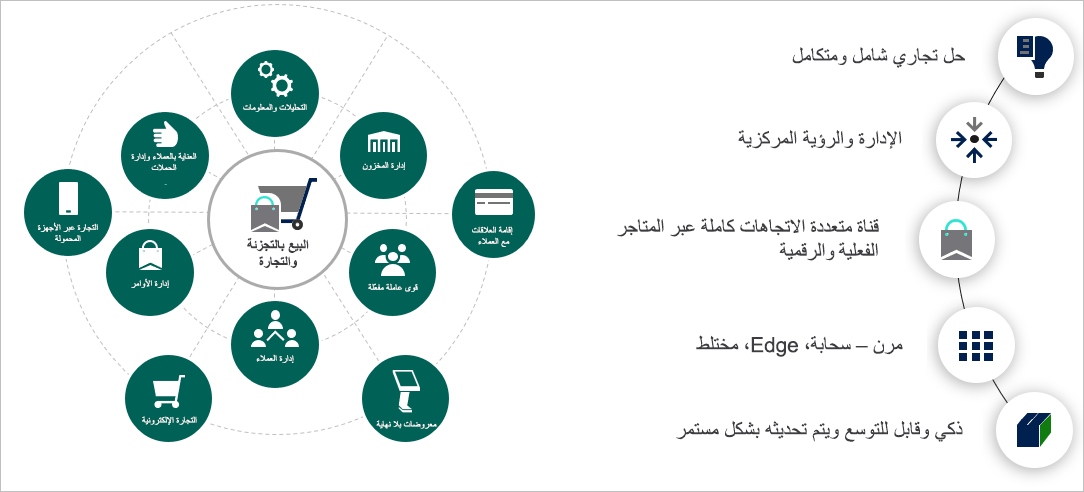 حل تجاري شامل ومتكامل
الإدارة والرؤية المركزية
قناة متعددة الاتجاهات كاملة عبر المتاجر
الفعلية والرقمية
مرن – سحابة، Edge، مختلط
ذكي وقابل للتوسع ويتم تحديثه بشكل مستمر
التحليلات والمعلومات
إدارة المخزون
العناية بالعملاء وإدارة
الحملات
إقامة العلاقات
مع العملاء
التجارة عبر الأجهزة
المحمولة
البيع بالتجزئة
والتجارة
قوى عاملة مفعّلة
إدارة الأوامر
إدارة العملاء
معروضات بلا نهاية
التجارة الإلكترونية